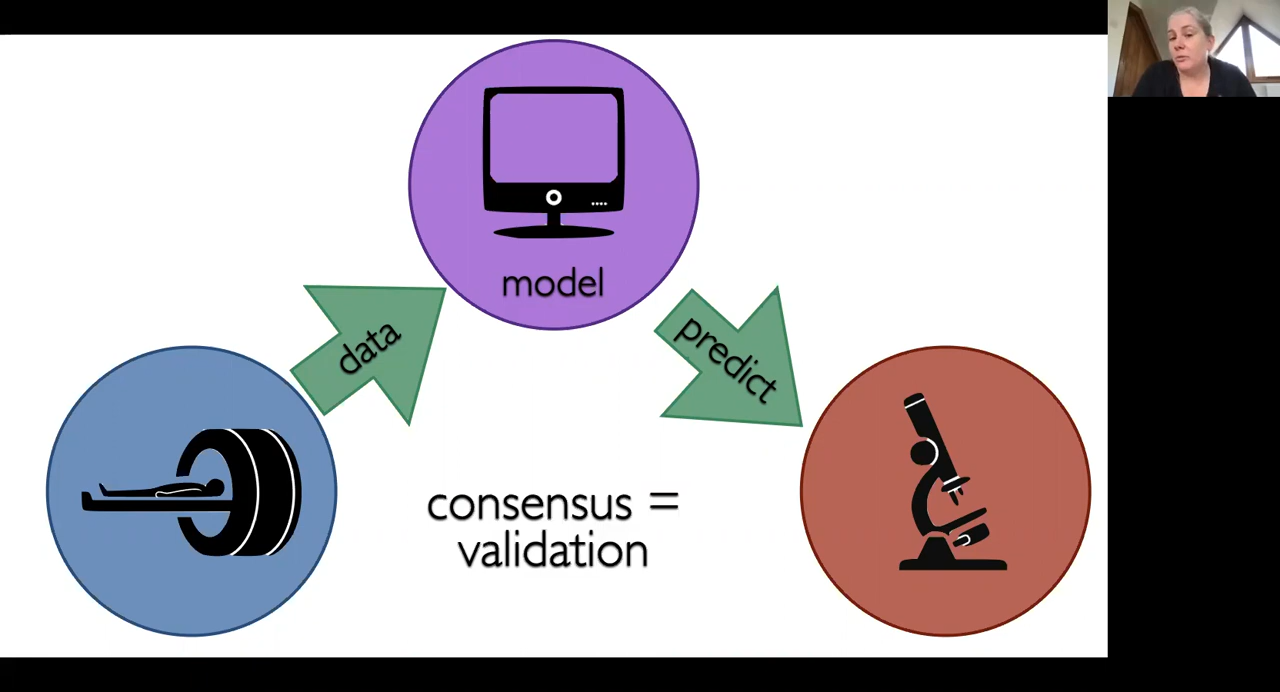 model
data
predict
consensus =
validation